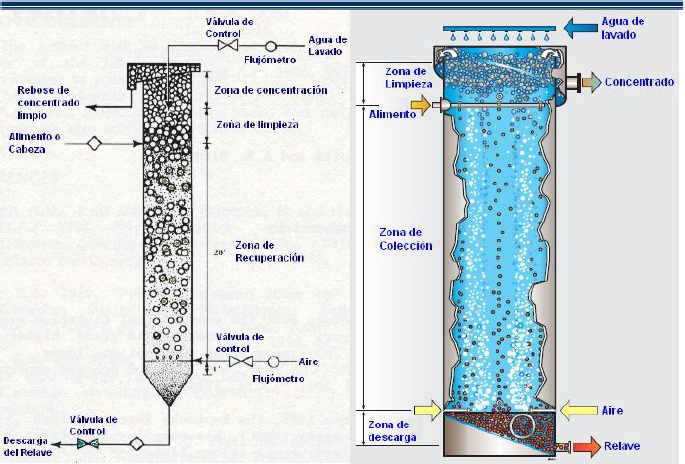 Válvula de
Control
Agua de
Lavado
Flujómetro
Rebose de
concentrado
limpio
Zona de concentración
Zona de limpieza
Alimento o
Cabeza
20'
Zona de
Recuperación
Válvula de
control
Aire
1'
Flujómetro
Válvula de
Control
Descarga
del Relave
Agua de
lavado
Zona de
Limpieza
Concentrado
Alimento
Zona de
Colección
Aire
Zona de
descarga
Relave